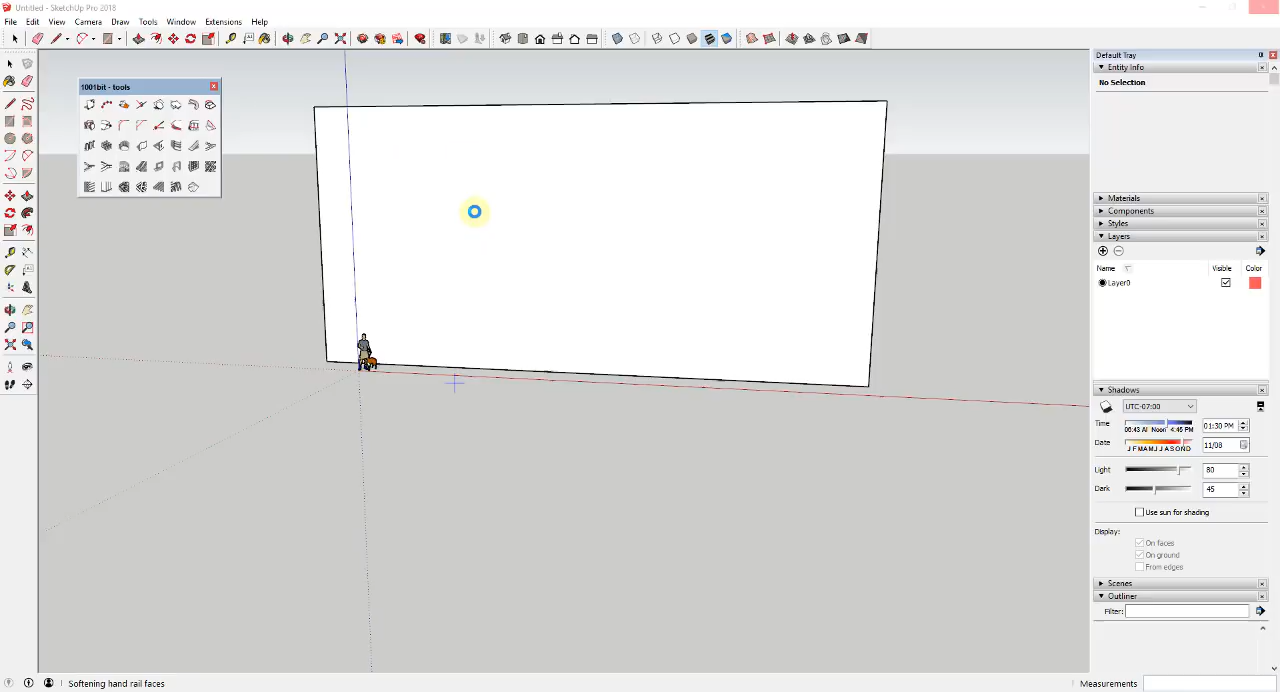 Untitled - SketchUp Pro 2018
File Edit View Camera Draw Tools Window Extensions Help
Default Tray
Entity Info
No Selection
1001bit - tools
Materials
Components
Styles
Layers
Name Visible Color
Layer0
Shadows
UTC-07:00
Time 06:43 AM Noon 4:45 PM 01:30 PM
Date J F M A M J J A S O N D 11/08
Light 80
Dark 45
Use sun for shading
Display:
On faces
On ground
From edges
Scenes
Outliner
Filter:
Softening hand rail faces
Measurements